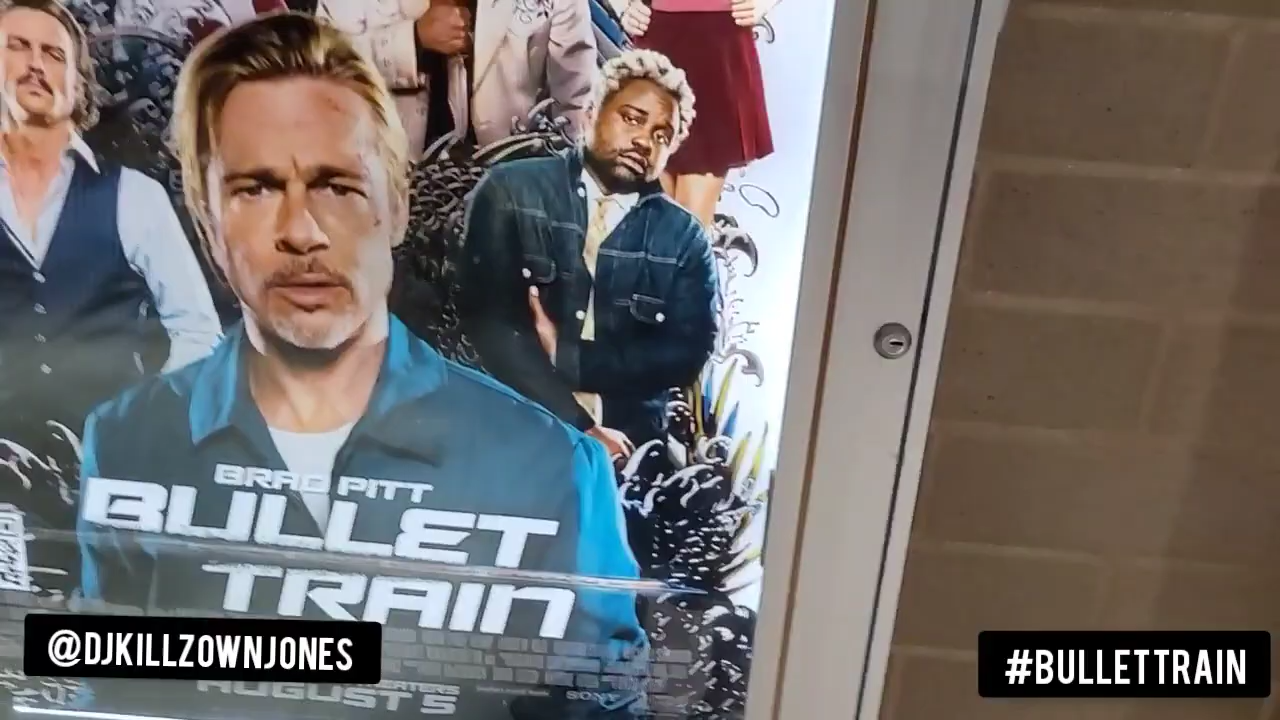 BRAD PITT
BULLET
TRAIN
AUGUST 5
SONY
@DJKILLZOWNJONES
#BULLETTRAIN